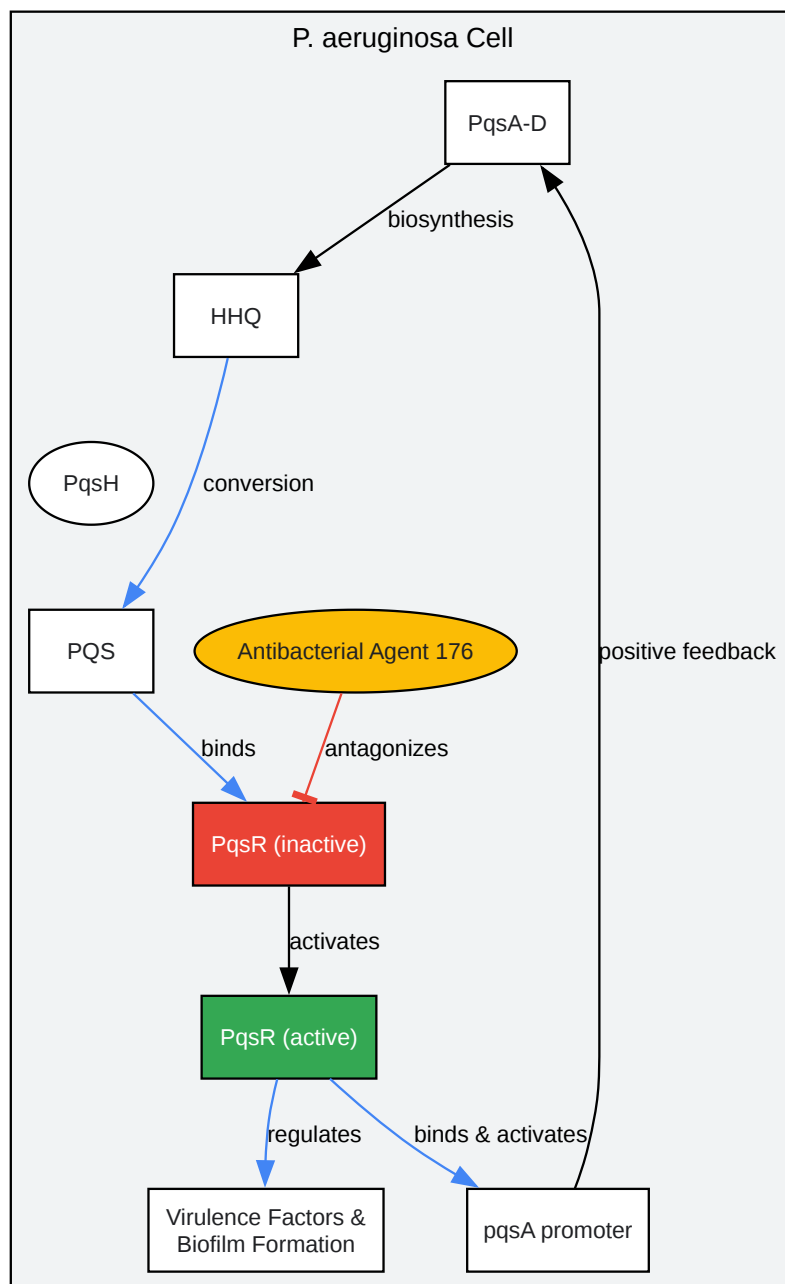 P. aeruginosa Cell
PqsA-D
biosynthesis
HHQ
PqsH
conversion
PQS
Antibacterial Agent 176
positive feedback
binds
antagonizes
PqsR (inactive)
activates
PqsR (active)
regulates
binds & activates
Virulence Factors &
Biofilm Formation
pqsA promoter